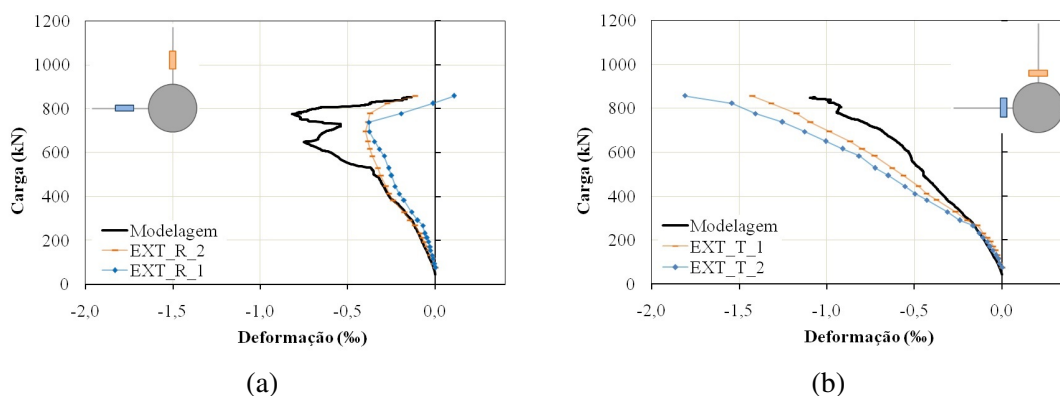 1200
1000
800
600
400
200
0
Carga (kN)
Modelagem
EXT_R_2
EXT_R_1
-2,0 -1,5 -1,0 -0,5 0,0
Deformação (‰)
(a)
1200
1000
800
600
400
200
0
Carga (kN)
Modelagem
EXT_T_1
EXT_T_2
-2,0 -1,5 -1,0 -0,5 0,0
Deformação (‰)
(b)